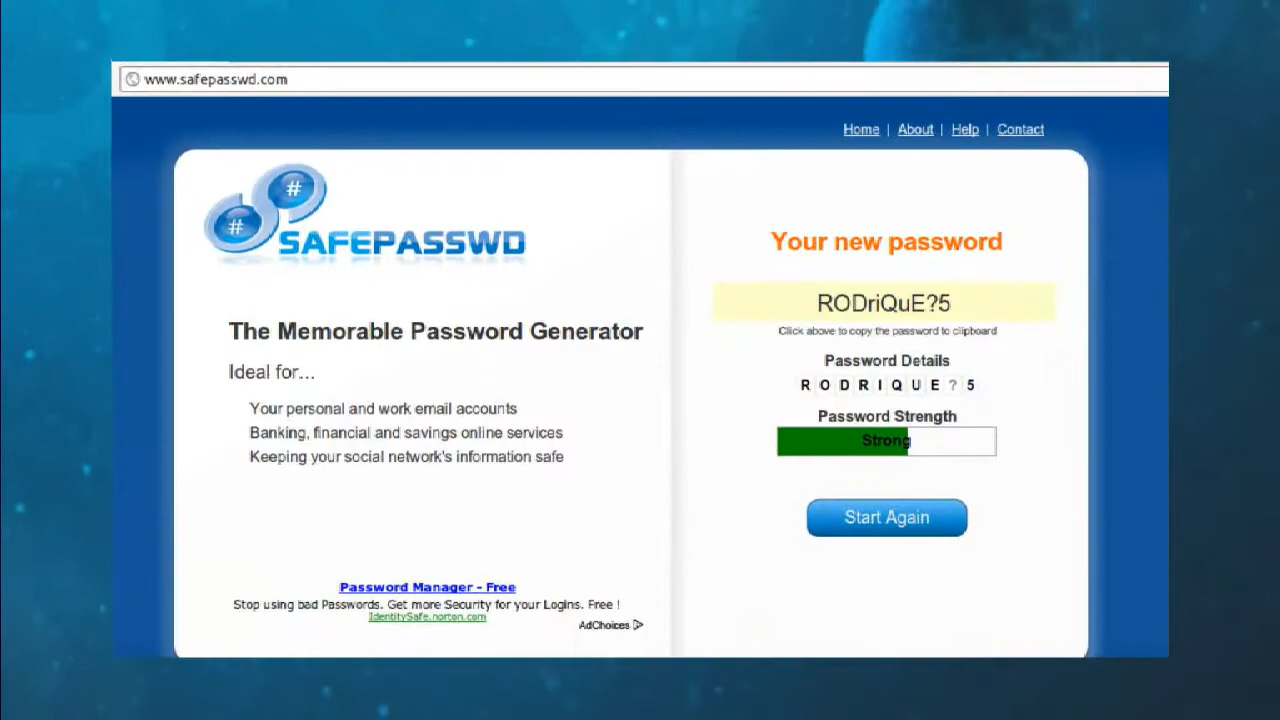 www.safepasswd.com
Home | About | Help | Contact
# #
SAFEPASSWD
The Memorable Password Generator
Ideal for...
Your personal and work email accounts
Banking, financial and savings online services
Keeping your social network's information safe
Password Manager - Free
Stop using bad Passwords. Get more Security for your Logins. Free !
IdentitySafe.norton.com
AdChoices
Your new password
RODriQuE?5
Click above to copy the password to clipboard
Password Details
R O D R I Q U E ? 5
Password Strength
Strong
Start Again